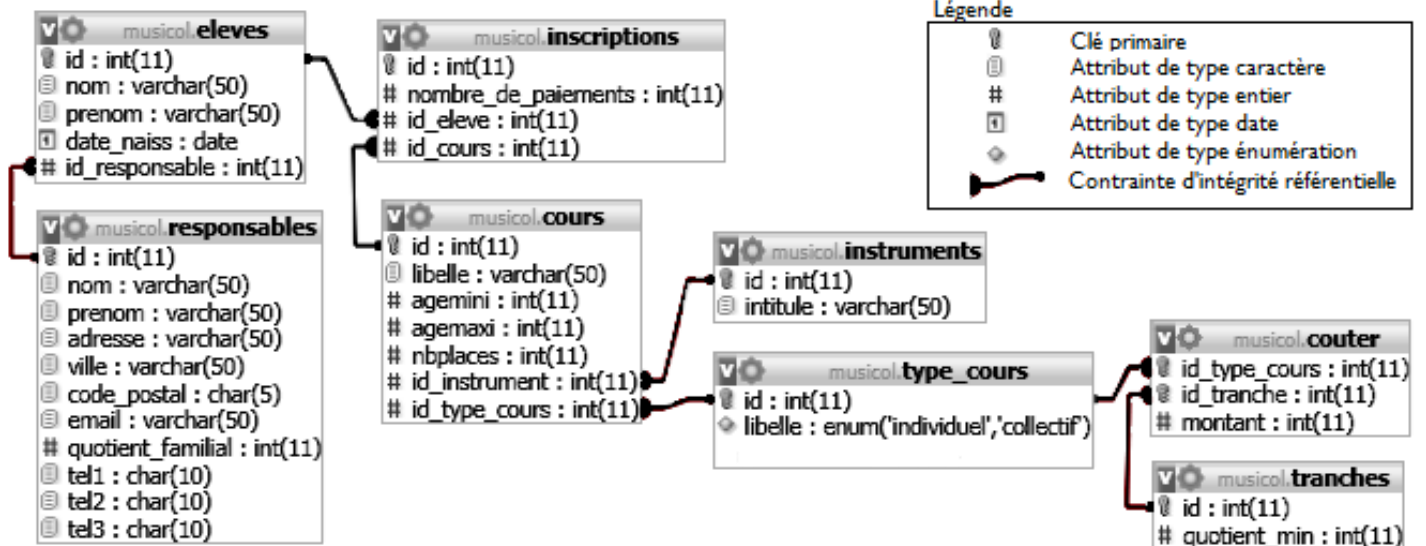 musicol.eleves
id : int(11)
nom : varchar(50)
prenom : varchar(50)
date_naiss : date
# id_responsable : int(11)
musicol.inscriptions
id : int(11)
# nombre_de_paiements : int(11)
# id_eleve : int(11)
# id_cours : int(11)
Légende
Clé primaire
Attribut de type caractère
# Attribut de type entier
Attribut de type date
Attribut de type énumération
Contrainte d'intégrité référentielle
musicol.responsables
id : int(11)
nom : varchar(50)
prenom : varchar(50)
adresse : varchar(50)
ville : varchar(50)
code_postal : char(5)
email : varchar(50)
# quotient_familial : int(11)
tel1 : char(10)
tel2 : char(10)
tel3 : char(10)
musicol.cours
id : int(11)
libelle : varchar(50)
# agemini : int(11)
# agemaxi : int(11)
# nbplaces : int(11)
# id_instrument : int(11)
# id_type_cours : int(11)
musicol.instruments
id : int(11)
intitule : varchar(50)
musicol.type_cours
id : int(11)
libelle : enum('individuel','collectif')
musicol.couter
id_type_cours : int(11)
id_tranche : int(11)
# montant : int(11)
musicol.tranches
id : int(11)
# quotient_min : int(11)